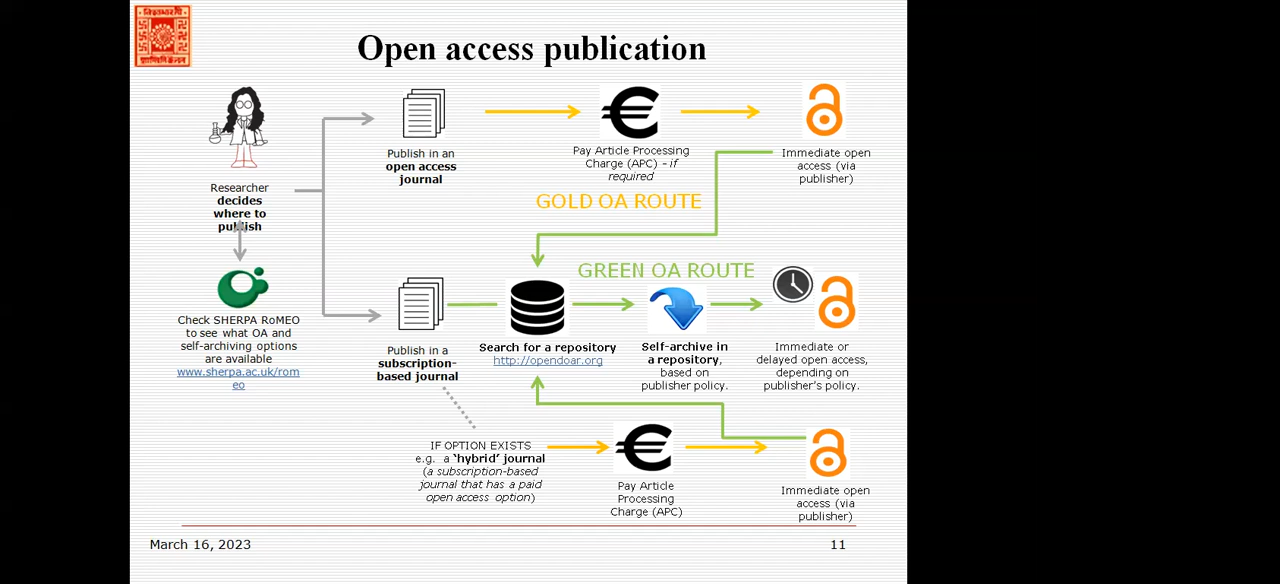 विश्वभारती
Open access publication
Publish in an
open access
journal
Pay Article Processing
Charge (APC) – if
required
Immediate open
access (via
publisher)
Researcher
decides
where to
publish
GOLD OA ROUTE
GREEN OA ROUTE
Check SHERPA RoMEO
to see what OA and
self-archiving options
are available
www.sherpa.ac.uk/rom
eo
Publish in a
subscription-
based journal
Search for a repository
http://opendoar.org
Self-archive in
a repository,
based on
publisher policy.
Immediate or
delayed open access,
depending on
publisher's policy.
IF OPTION EXISTS
e.g. a 'hybrid' journal
(a subscription-based
journal that has a paid
open access option)
Pay Article
Processing
Charge (APC)
Immediate open
access (via
publisher)
March 16, 2023
11